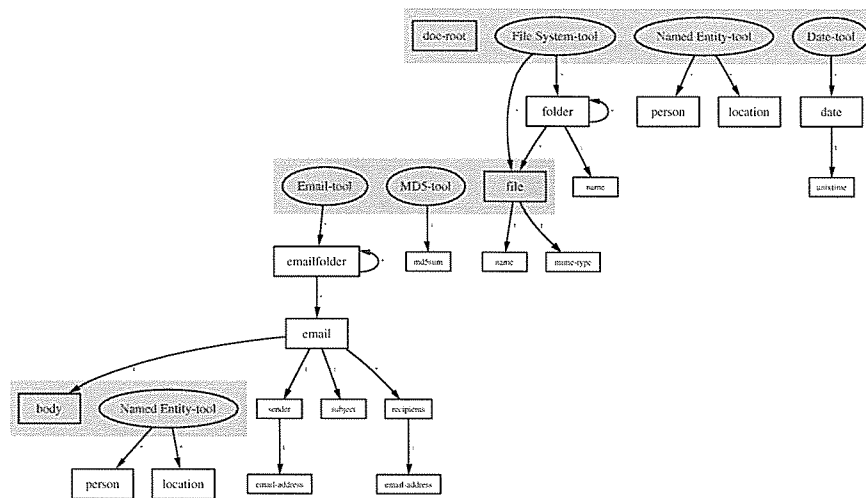 doc-root File System-tool Named Entity-tool Date-tool
folder person location date
Email-tool MD5-tool file name unixtime
emailfolder md5sum name mime-type
email
body Named Entity-tool sender subject recipients
person location email-address email-address